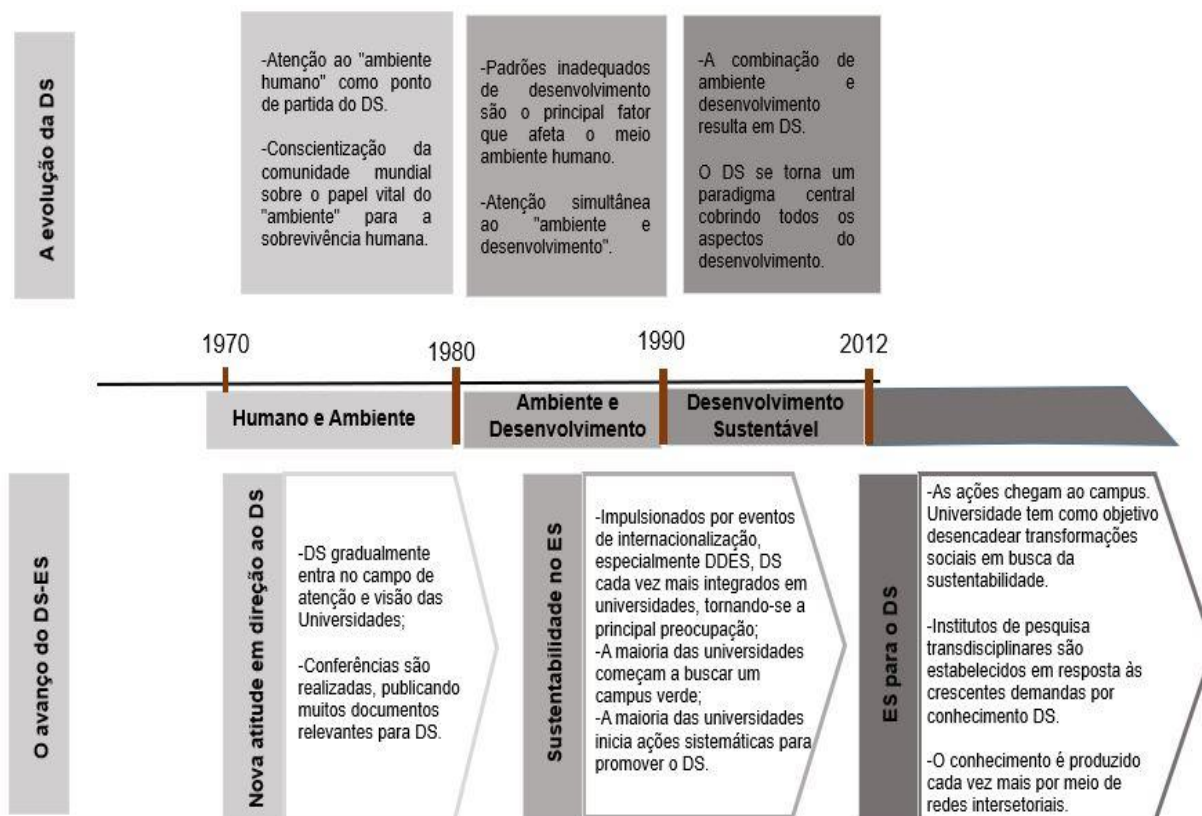 A evolução da DS
-Atenção ao "ambiente
humano" como ponto
de partida do DS.
-Conscientização da
comunidade mundial
sobre o papel vital do
"ambiente" para a
sobrevivência humana.
-Padrões inadequados
de desenvolvimento
são o principal fator
que afeta o meio
ambiente humano.
-Atenção simultânea
ao "ambiente e
desenvolvimento".
-A combinação de
ambiente e
desenvolvimento
resulta em DS.
O DS se torna um
paradigma central
cobrindo todos os
aspectos do
desenvolvimento.
1970
1980
1990
2012
Humano e Ambiente
Ambiente e
Desenvolvimento
Desenvolvimento
Sustentável
O avanço do DS-ES
Nova atitude em direção ao DS
-DS gradualmente
entra no campo de
atenção e visão das
Universidades;
-Conferências são
realizadas, publicando
muitos documentos
relevantes para DS.
Sustentabilidade no ES
-Impulsionados por eventos
de internacionalização,
especialmente DDES, DS
cada vez mais integrados em
universidades, tornando-se a
principal preocupação;
-A maioria das universidades
começam a buscar um
campus verde;
-A maioria das universidades
inicia ações sistemáticas para
promover o DS.
ES para o DS
-As ações chegam ao campus.
Universidade tem como objetivo
desencadear transformações
sociais em busca da
sustentabilidade.
-Institutos de pesquisa
transdisciplinares são
estabelecidos em resposta às
crescentes demandas por
conhecimento DS.
-O conhecimento é produzido
cada vez mais por meio de
redes intersetoriais.